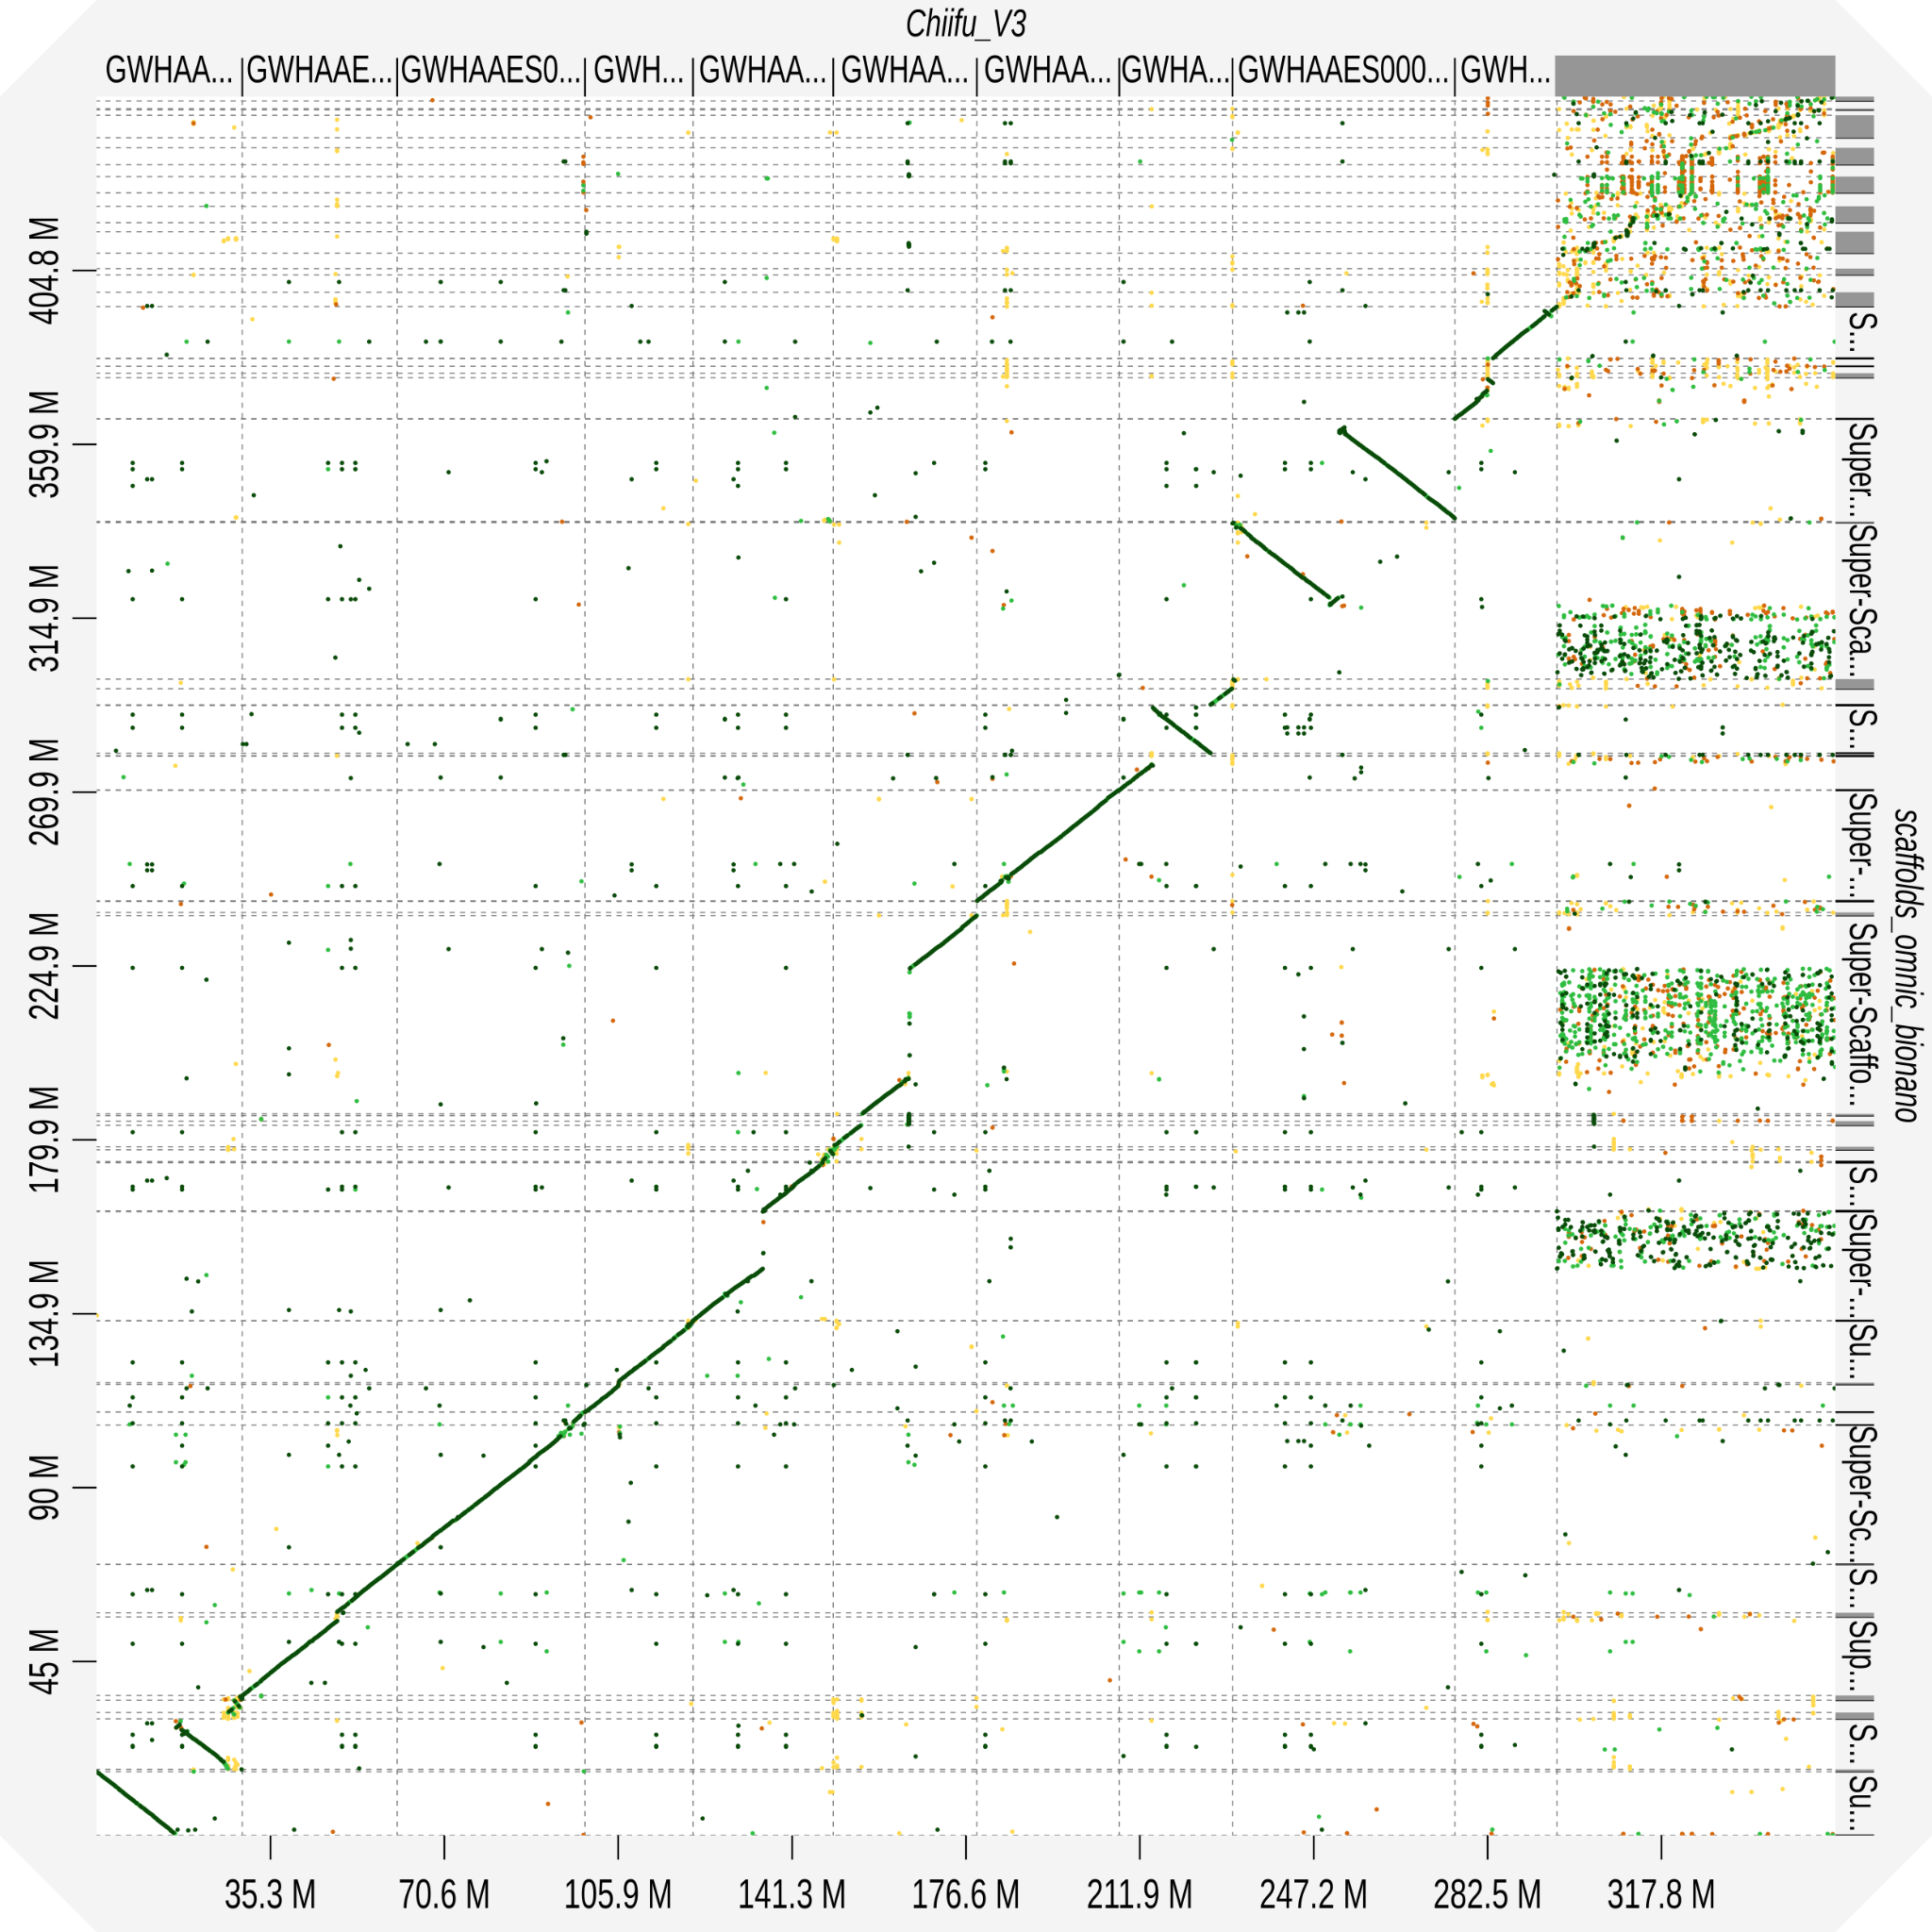 Chiifu_V3
GWHAA... GWHAAE... GWHAAES0... GWH... GWHAA... GWHAA... GWHAA... GWHA... GWHAAES000... GWH...
404.8 M
359.9 M
314.9 M
269.9 M
224.9 M
179.9 M
134.9 M
90 M
45 M
S...
Super...
Super-Sca...
S...
Super-...
Super-Scaffo...
S...
Super-...
Su...
Super-Sc...
S...
Sup...
S...
Su...
scaffolds_omnic_bionano
35.3 M 70.6 M 105.9 M 141.3 M 176.6 M 211.9 M 247.2 M 282.5 M 317.8 M